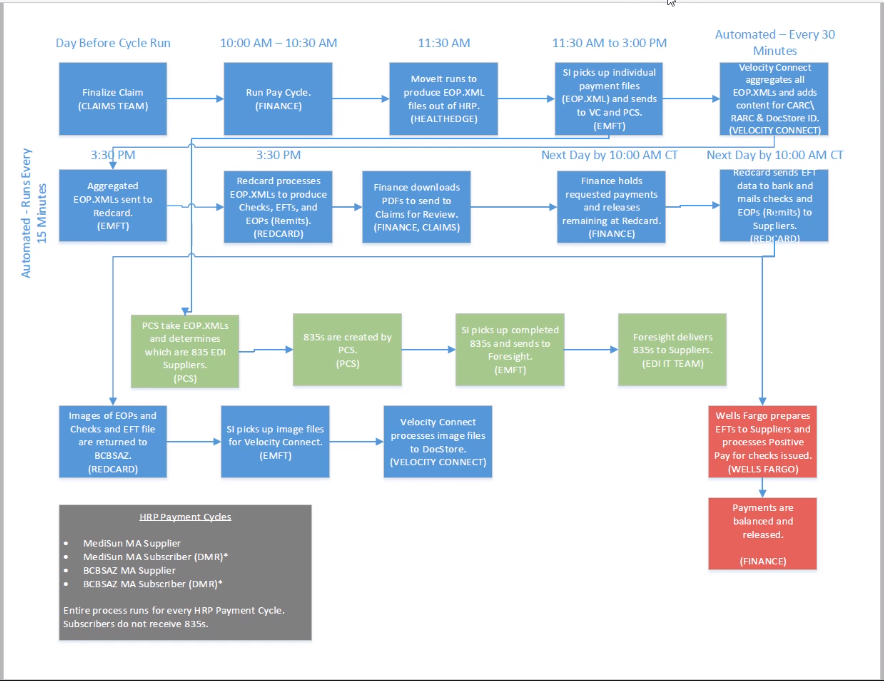 Day Before Cycle Run
10:00 AM – 10:30 AM
11:30 AM
11:30 AM to 3:00 PM
Automated – Every 30
Minutes
Finalize Claim
(CLAIMS TEAM)
Run Pay Cycle.
(FINANCE)
MoveIt runs to
produce EOP.XML
files out of HRP.
(HEALTHEDGE)
SI picks up individual
payment files
(EOP.XML) and sends
to VC and PCS.
(EMFT)
Velocity Connect
aggregates all
EOP.XMLs and adds
content for CARC\
RARC & DocStore ID.
(VELOCITY CONNECT)
Automated - Runs Every
15 Minutes
3:30 PM
3:30 PM
Next Day by 10:00 AM CT
Next Day by 10:00 AM CT
Aggregated
EOP.XMLs sent to
Redcard.
(EMFT)
Redcard processes
EOP.XMLs to produce
Checks, EFTs, and
EOPs (Remits).
(REDCARD)
Finance downloads
PDFs to send to
Claims for Review.
(FINANCE, CLAIMS)
Finance holds
requested payments
and releases
remaining at Redcard.
(FINANCE)
Redcard sends EFT
data to bank and
mails checks and
EOPs (Remits) to
Suppliers.
(REDCARD)
PCS take EOP.XMLs
and determines
which are 835 EDI
Suppliers.
(PCS)
835s are created by
PCS.
(PCS)
SI picks up completed
835s and sends to
Foresight.
(EMFT)
Foresight delivers
835s to Suppliers.
(EDI IT TEAM)
Images of EOPs and
Checks and EFT file
are returned to
BCBSAZ.
(REDCARD)
SI picks up image files
for Velocity Connect.
(EMFT)
Velocity Connect
processes image files
to DocStore.
(VELOCITY CONNECT)
Wells Fargo prepares
EFTs to Suppliers and
processes Positive
Pay for checks issued.
(WELLS FARGO)
Payments are
balanced and
released.
(FINANCE)
HRP Payment Cycles
• MediSun MA Supplier
• MediSun MA Subscriber (DMR)*
• BCBSAZ MA Supplier
• BCBSAZ MA Subscriber (DMR)*
Entire process runs for every HRP Payment Cycle.
Subscribers do not receive 835s.